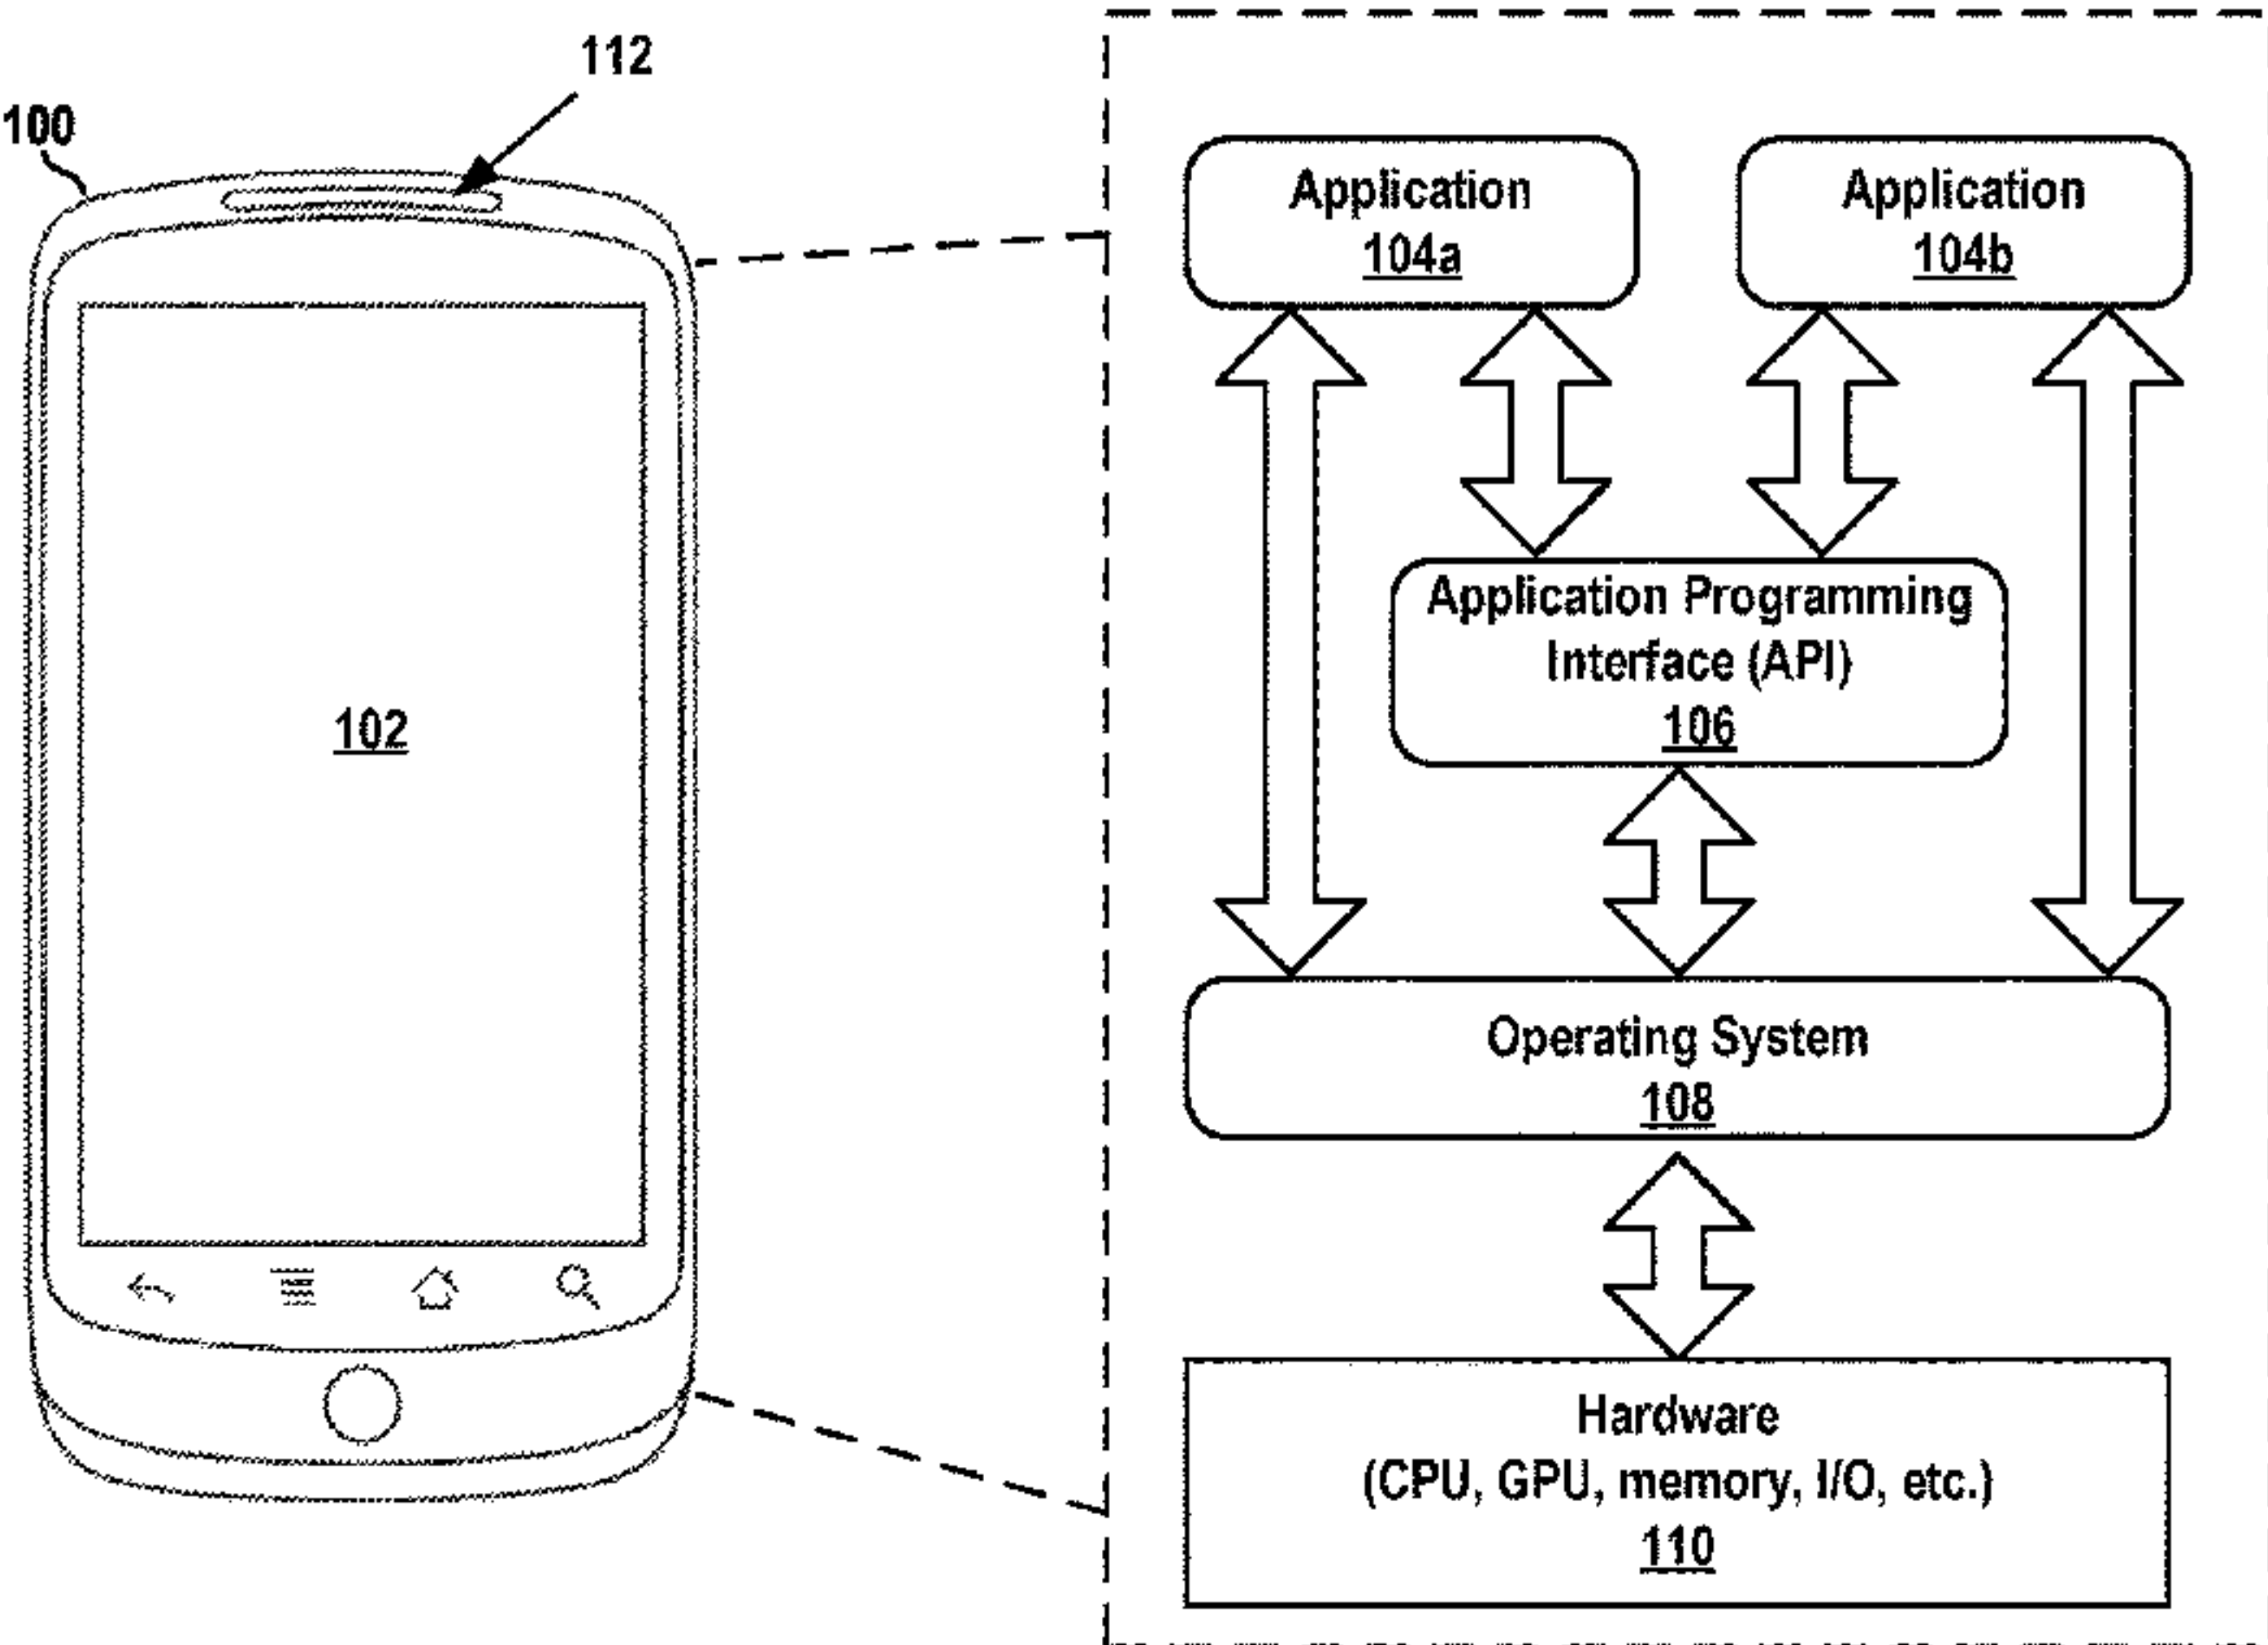 112
100
102
Application
104a
Application
104b
Application Programming
Interface (API)
106
Operating System
108
Hardware
(CPU, GPU, memory, I/O, etc.)
110